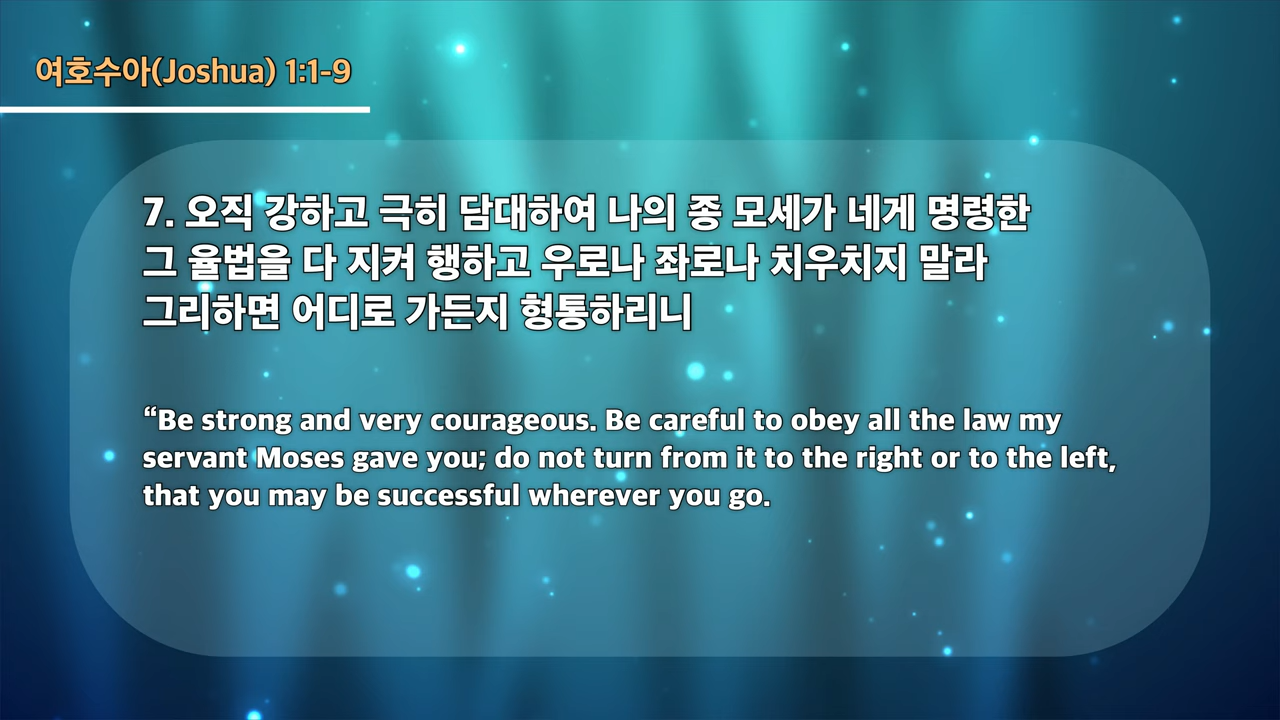 여호수아(Joshua) 1:1-9
7. 오직 강하고 극히 담대하여 나의 종 모세가 네게 명령한
그 율법을 다 지켜 행하고 우로나 좌로나 치우치지 말라
그리하면 어디로 가든지 형통하리니
“Be strong and very courageous. Be careful to obey all the law my
servant Moses gave you; do not turn from it to the right or to the left,
that you may be successful wherever you go.